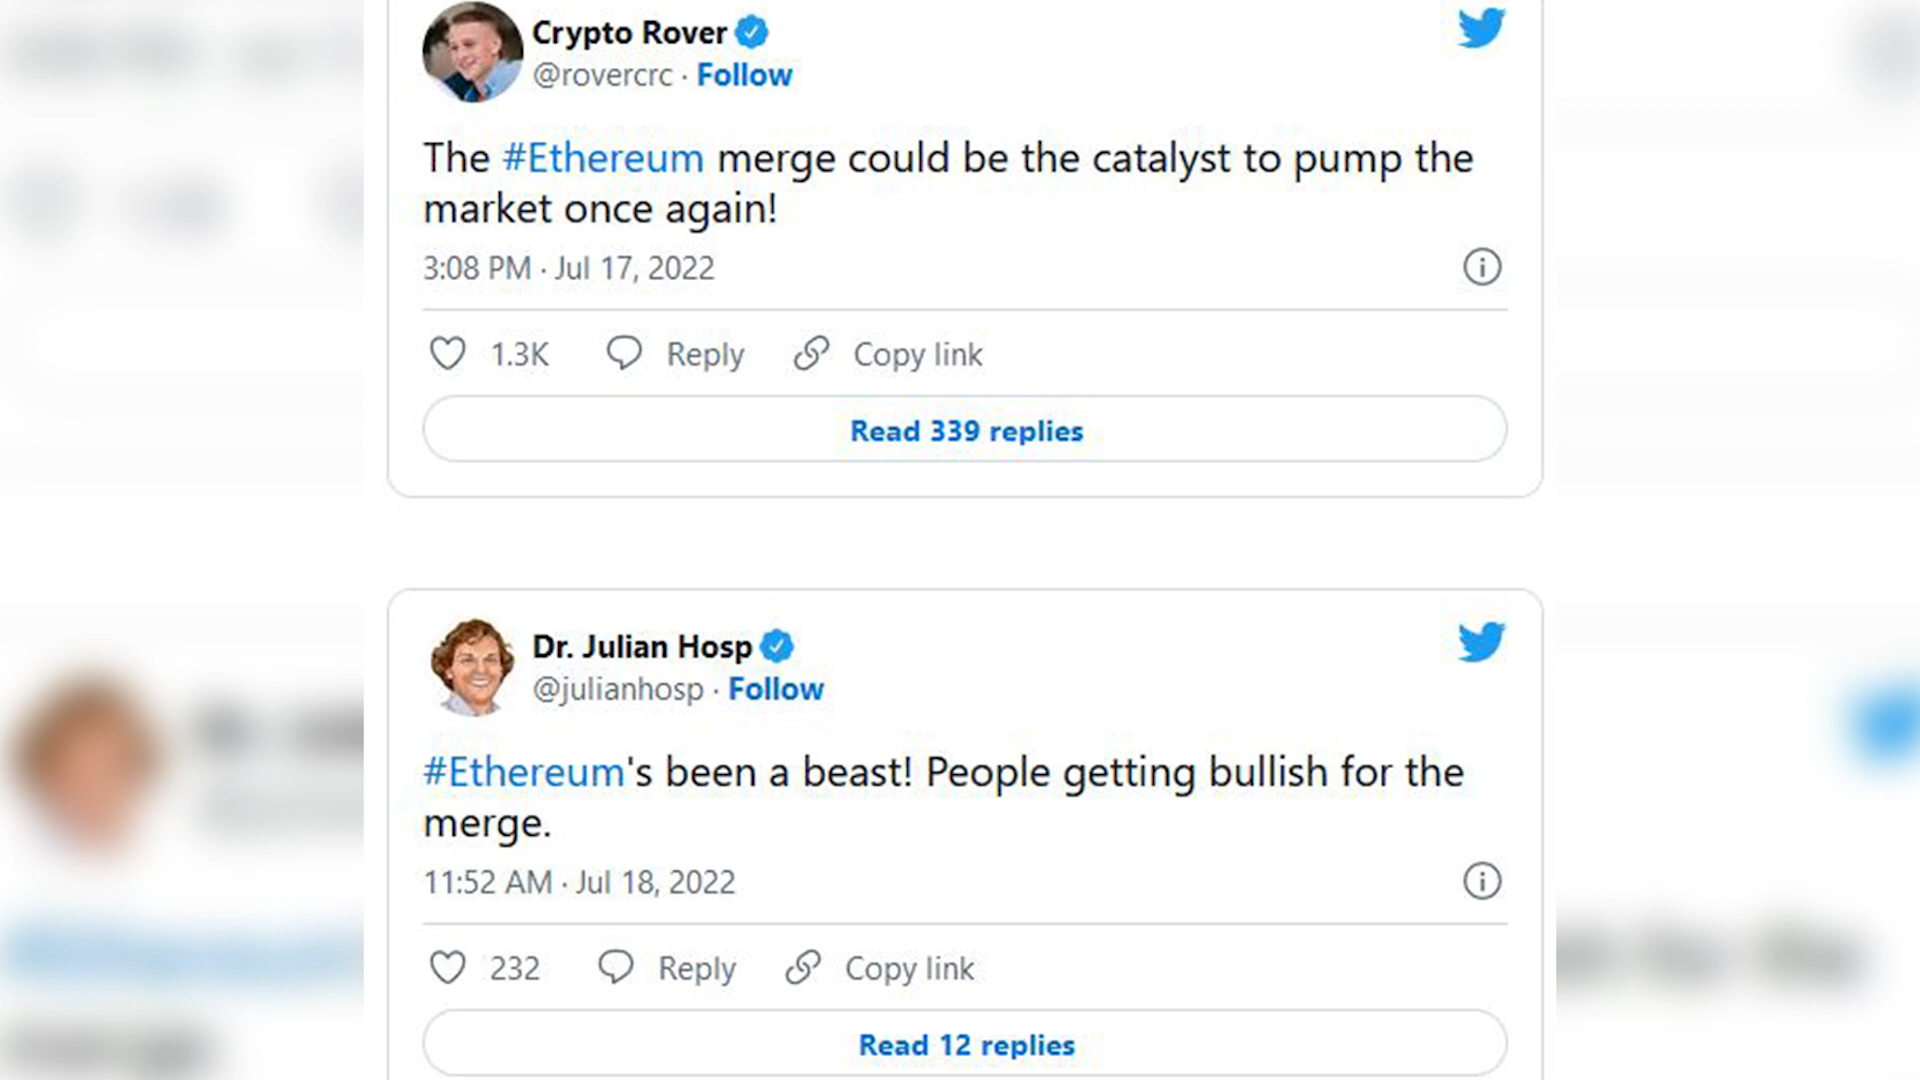 Crypto Rover
@rovercrc · Follow
The #Ethereum merge could be the catalyst to pump the
market once again!
3:08 PM · Jul 17, 2022
1.3K Reply Copy link
Read 339 replies
Dr. Julian Hosp
@julianhosp · Follow
#Ethereum's been a beast! People getting bullish for the
merge.
11:52 AM · Jul 18, 2022
232 Reply Copy link
Read 12 replies